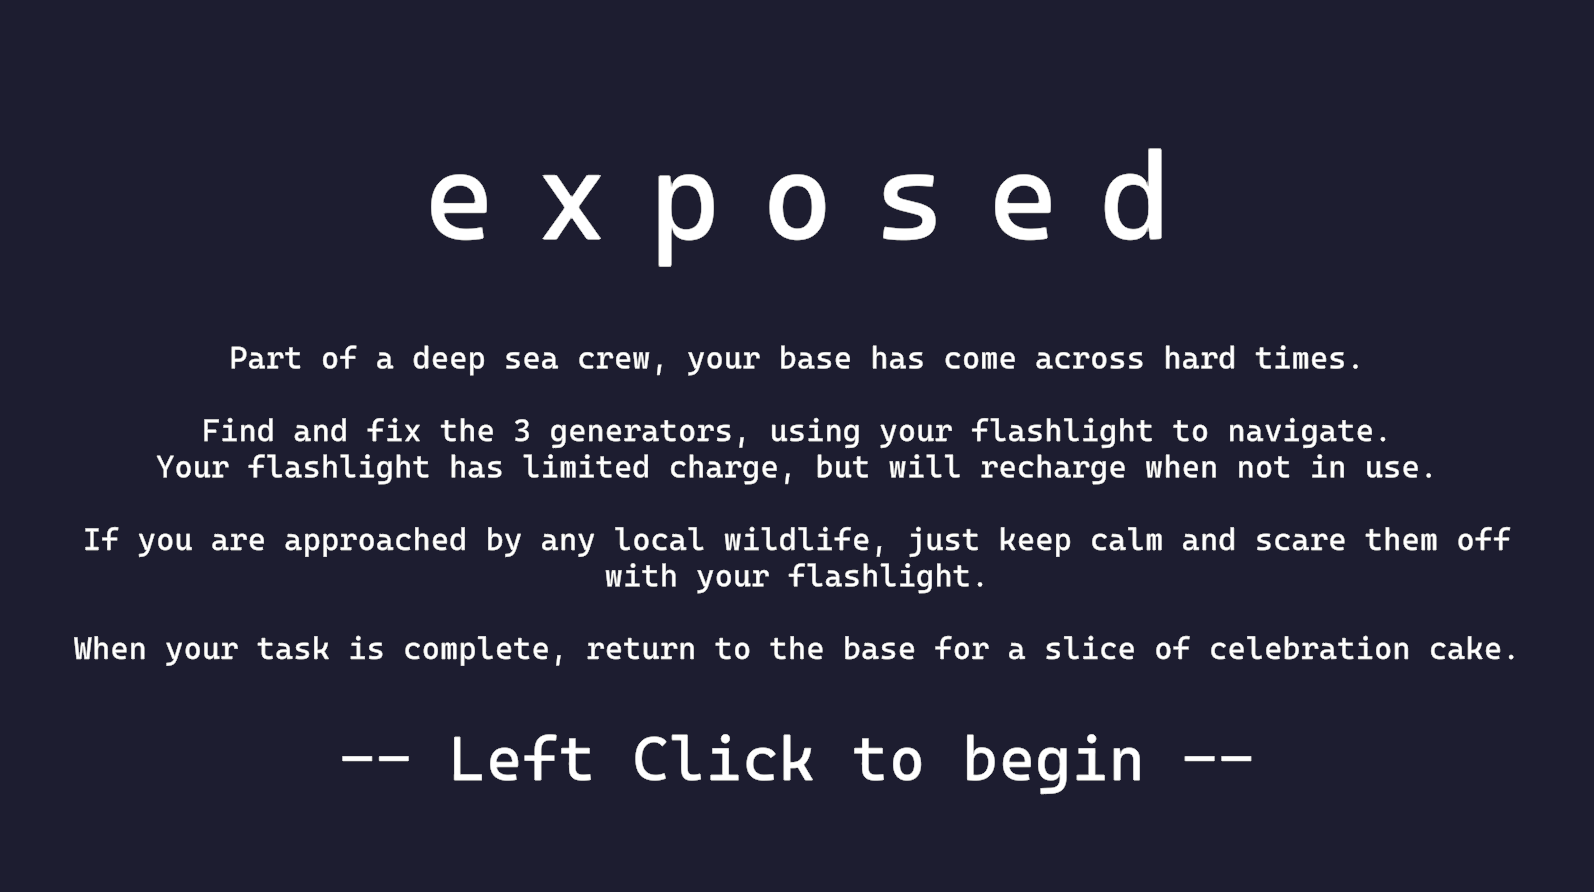 exposed
Part of a deep sea crew, your base has come across hard times.
Find and fix the 3 generators, using your flashlight to navigate.
Your flashlight has limited charge, but will recharge when not in use.
If you are approached by any local wildlife, just keep calm and scare them off
with your flashlight.
When your task is complete, return to the base for a slice of celebration cake.
-- Left Click to begin --